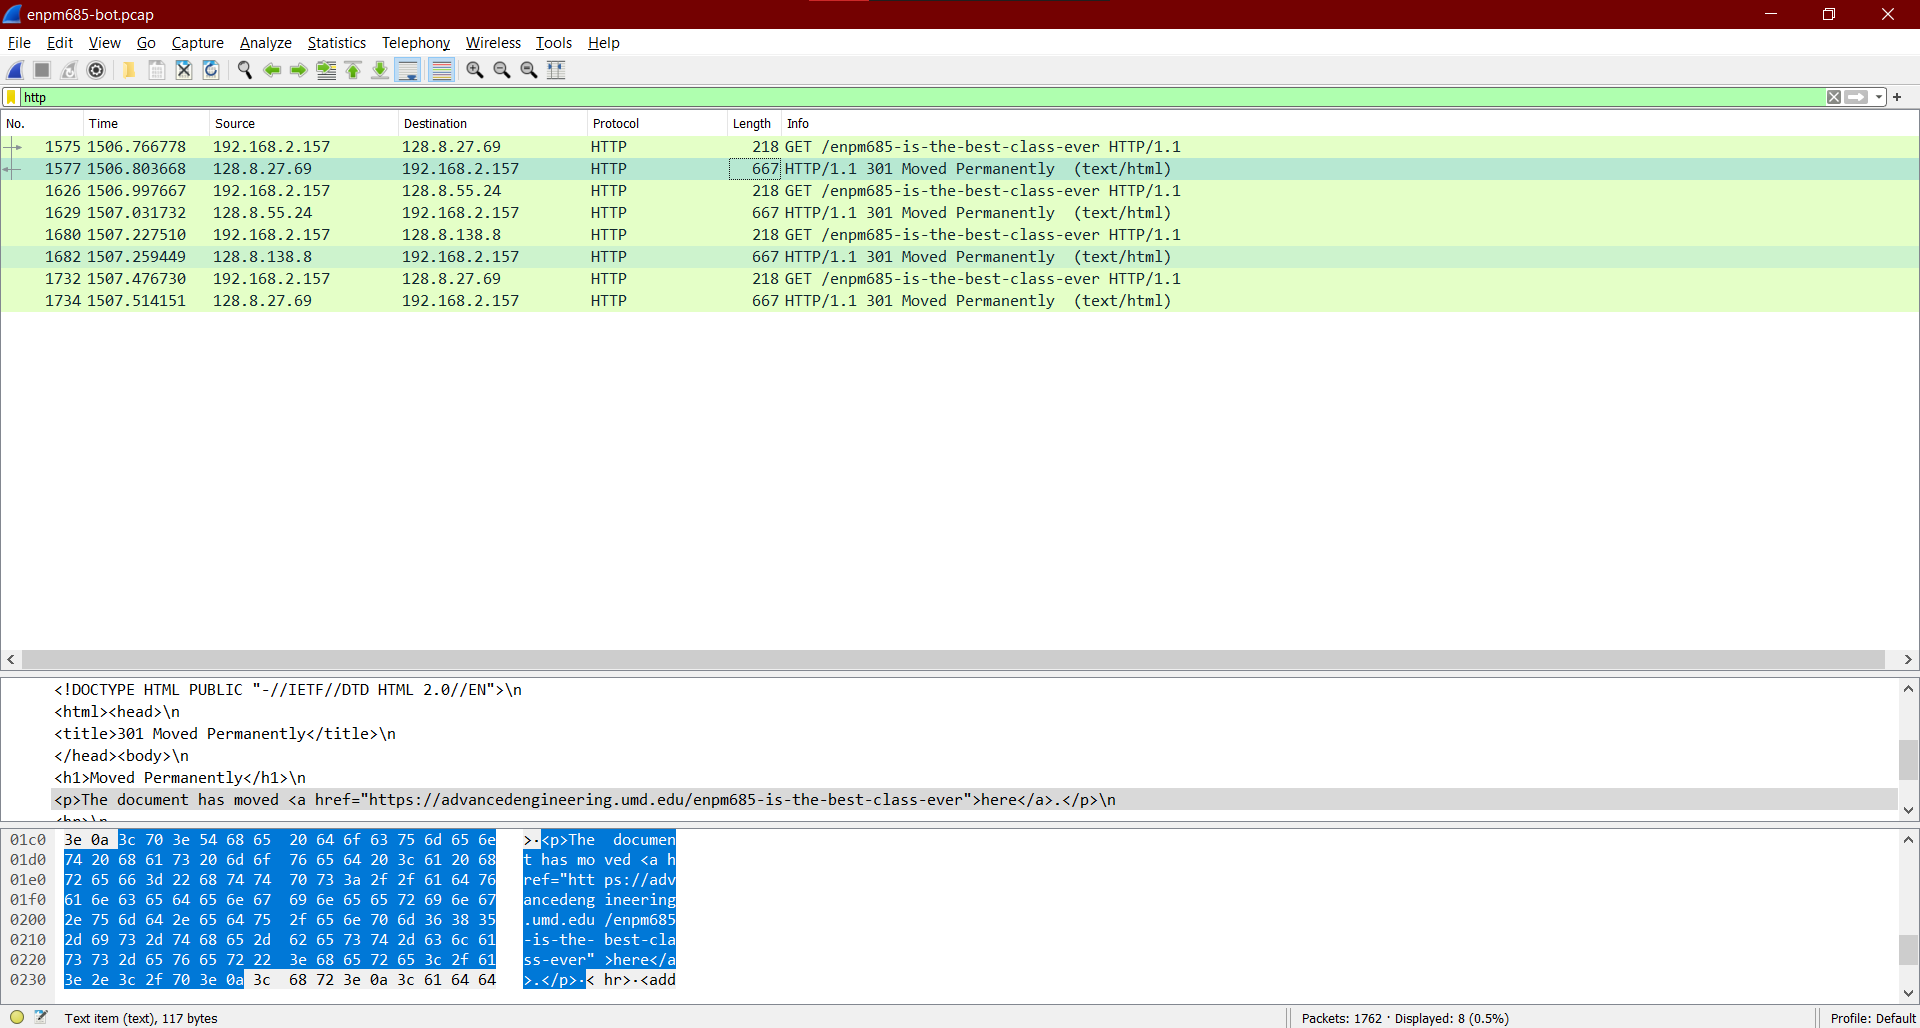 enpm685-bot.pcap
File Edit View Go Capture Analyze Statistics Telephony Wireless Tools Help
http
No. Time Source Destination Protocol Length Info
1575 1506.766778 192.168.2.157 128.8.27.69 HTTP 218 GET /enpm685-is-the-best-class-ever HTTP/1.1
1577 1506.803668 128.8.27.69 192.168.2.157 HTTP 667 HTTP/1.1 301 Moved Permanently (text/html)
1626 1506.997667 192.168.2.157 128.8.55.24 HTTP 218 GET /enpm685-is-the-best-class-ever HTTP/1.1
1629 1507.031732 128.8.55.24 192.168.2.157 HTTP 667 HTTP/1.1 301 Moved Permanently (text/html)
1680 1507.227510 192.168.2.157 128.8.138.8 HTTP 218 GET /enpm685-is-the-best-class-ever HTTP/1.1
1682 1507.259449 128.8.138.8 192.168.2.157 HTTP 667 HTTP/1.1 301 Moved Permanently (text/html)
1732 1507.476730 192.168.2.157 128.8.27.69 HTTP 218 GET /enpm685-is-the-best-class-ever HTTP/1.1
1734 1507.514151 128.8.27.69 192.168.2.157 HTTP 667 HTTP/1.1 301 Moved Permanently (text/html)
<!DOCTYPE HTML PUBLIC "-//IETF//DTD HTML 2.0//EN">\n
<html><head>\n
<title>301 Moved Permanently</title>\n
</head><body>\n
<h1>Moved Permanently</h1>\n
<p>The document has moved <a href="https://advancedengineering.umd.edu/enpm685-is-the-best-class-ever">here</a>.</p>\n
<hr>\n
01c0 3e 0a 3c 70 3e 54 68 65 20 64 6f 63 75 6d 65 6e >·<p>The documen
01d0 74 20 68 61 73 20 6d 6f 76 65 64 20 3c 61 20 68 t has mo ved <a h
01e0 72 65 66 3d 22 68 74 74 70 73 3a 2f 2f 61 64 76 ref="htt ps://adv
01f0 61 6e 63 65 64 65 6e 67 69 6e 65 65 72 69 6e 67 ancedeng ineering
0200 2e 75 6d 64 2e 65 64 75 2f 65 6e 70 6d 36 38 35 .umd.edu /enpm685
0210 2d 69 73 2d 74 68 65 2d 62 65 73 74 2d 63 6c 61 -is-the- best-cla
0220 73 73 2d 65 76 65 72 22 3e 68 65 72 65 3c 2f 61 ss-ever" >here</a
0230 3e 2e 3c 2f 70 3e 0a 3c 68 72 3e 0a 3c 61 64 64 >.</p>·< hr>·<add
Text item (text), 117 bytes Packets: 1762 · Displayed: 8 (0.5%) Profile: Default